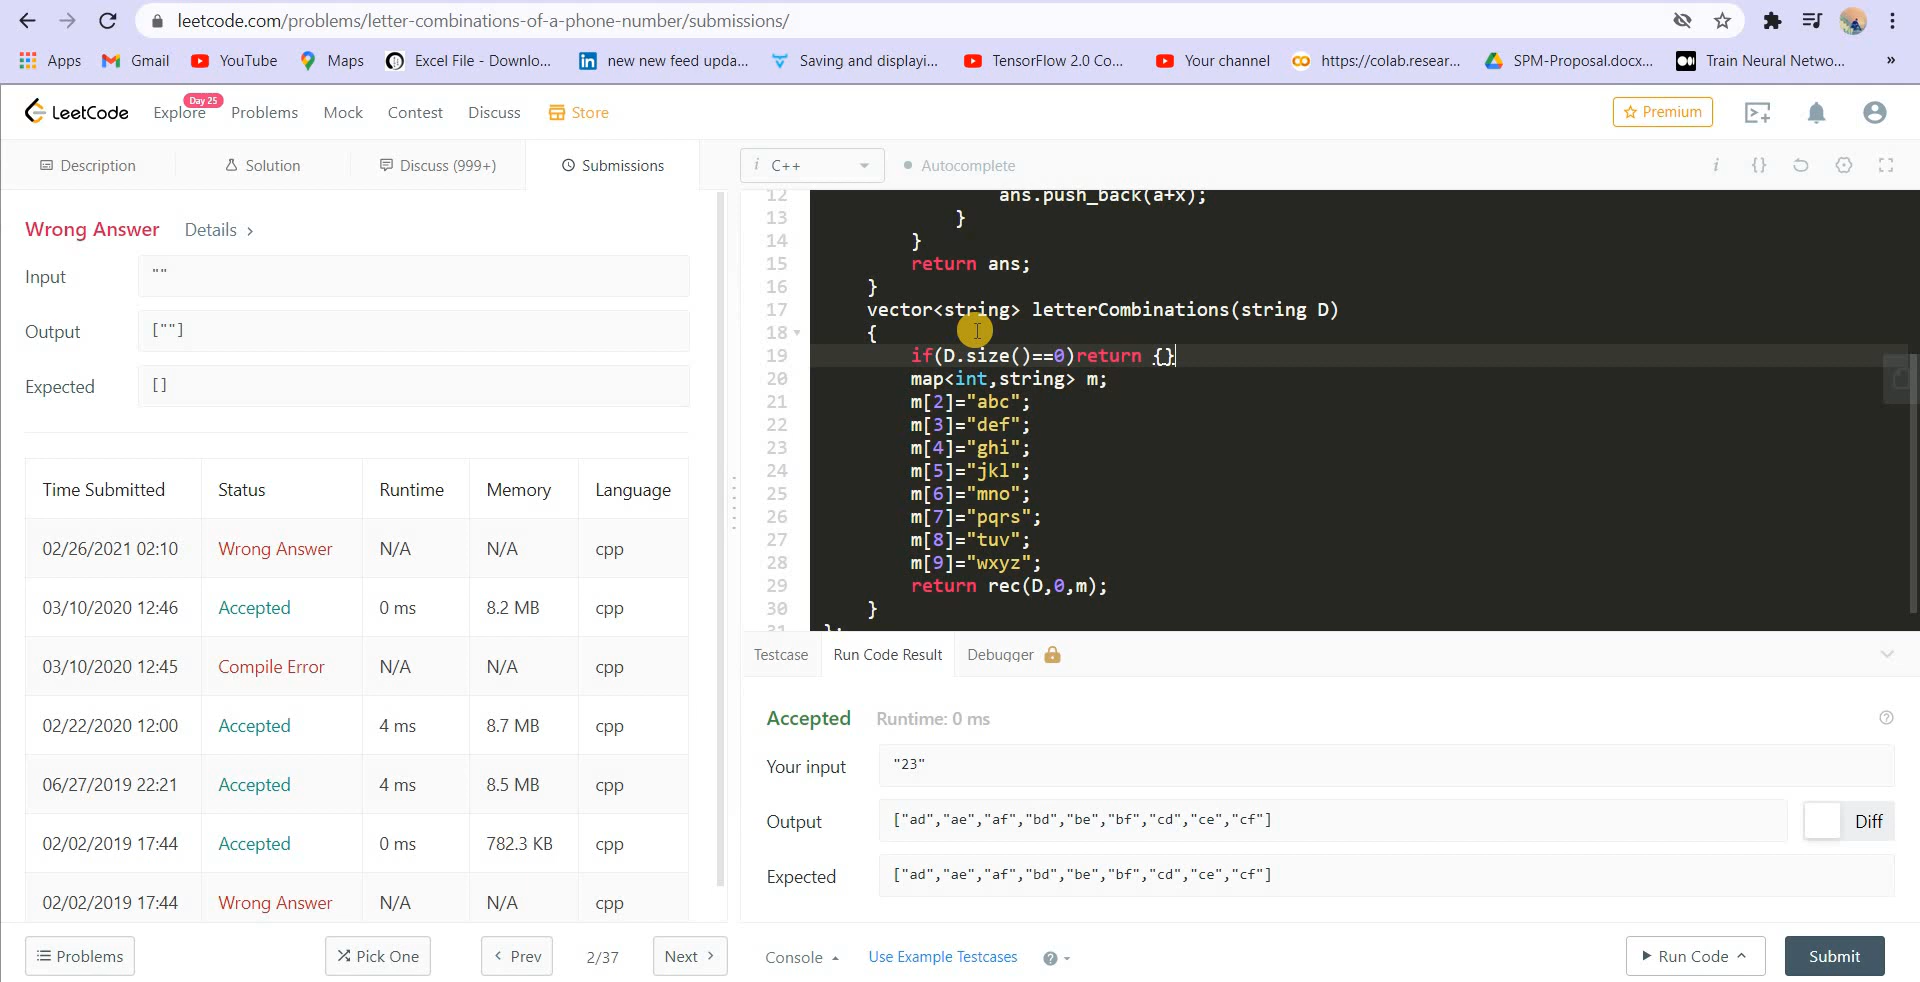 leetcode.com/problems/letter-combinations-of-a-phone-number/submissions/
Apps Gmail YouTube Maps Excel File - Downlo... new new feed upda... Saving and displayi... TensorFlow 2.0 Co... Your channel https://colab.resear... SPM-Proposal.docx... Train Neural Netwo... »
LeetCode Explore Day 25 Problems Mock Contest Discuss Store Premium
Description Solution Discuss (999+) Submissions
i C++ Autocomplete
Wrong Answer Details >
Input ""
Output [""]
Expected []
Time Submitted Status Runtime Memory Language
02/26/2021 02:10 Wrong Answer N/A N/A cpp
03/10/2020 12:46 Accepted 0 ms 8.2 MB cpp
03/10/2020 12:45 Compile Error N/A N/A cpp
02/22/2020 12:00 Accepted 4 ms 8.7 MB cpp
06/27/2019 22:21 Accepted 4 ms 8.5 MB cpp
02/02/2019 17:44 Accepted 0 ms 782.3 KB cpp
02/02/2019 17:44 Wrong Answer N/A N/A cpp
Problems Pick One < Prev 2/37 Next >
12 ans.push_back(a+x);
13 }
14 }
15 return ans;
16 }
17 vector<string> letterCombinations(string D)
18 {
19 if(D.size()==0)return {}
20 map<int,string> m;
21 m[2]="abc";
22 m[3]="def";
23 m[4]="ghi";
24 m[5]="jkl";
25 m[6]="mno";
26 m[7]="pqrs";
27 m[8]="tuv";
28 m[9]="wxyz";
29 return rec(D,0,m);
30 }
31 };
Testcase Run Code Result Debugger
Accepted Runtime: 0 ms
Your input "23"
Output ["ad","ae","af","bd","be","bf","cd","ce","cf"] Diff
Expected ["ad","ae","af","bd","be","bf","cd","ce","cf"]
Console Use Example Testcases Run Code Submit